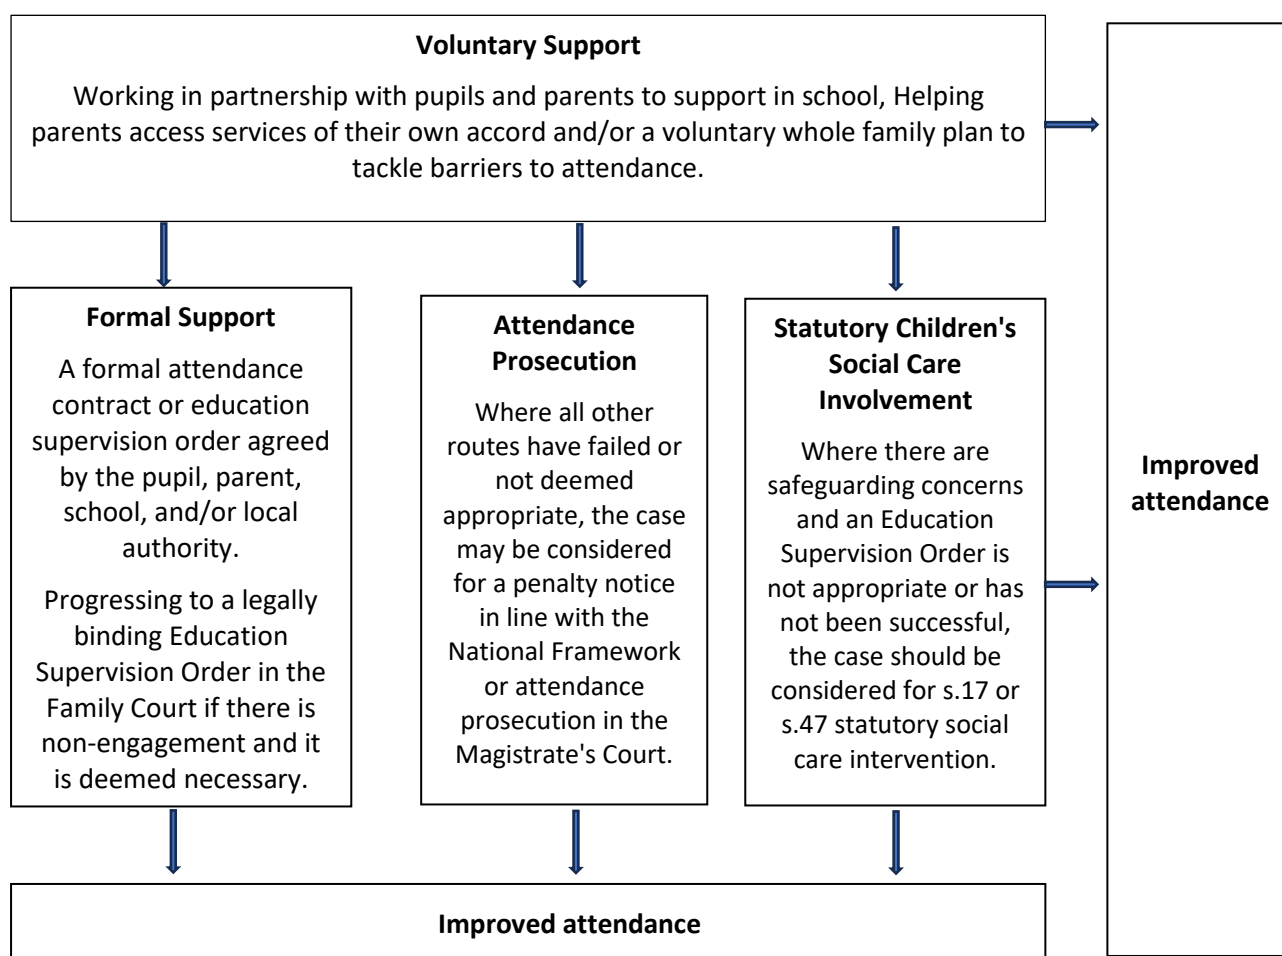 Voluntary Support
Working in partnership with pupils and parents to support in school, Helping
parents access services of their own accord and/or a voluntary whole family plan to
tackle barriers to attendance.
Formal Support
A formal attendance
contract or education
supervision order agreed
by the pupil, parent,
school, and/or local
authority.
Progressing to a legally
binding Education
Supervision Order in the
Family Court if there is
non-engagement and it
is deemed necessary.
Attendance
Prosecution
Where all other
routes have failed or
not deemed
appropriate, the case
may be considered
for a penalty notice
in line with the
National Framework
or attendance
prosecution in the
Magistrate's Court.
Statutory Children's
Social Care
Involvement
Where there are
safeguarding concerns
and an Education
Supervision Order is
not appropriate or has
not been successful,
the case should be
considered for s.17 or
s.47 statutory social
care intervention.
Improved
attendance
Improved attendance